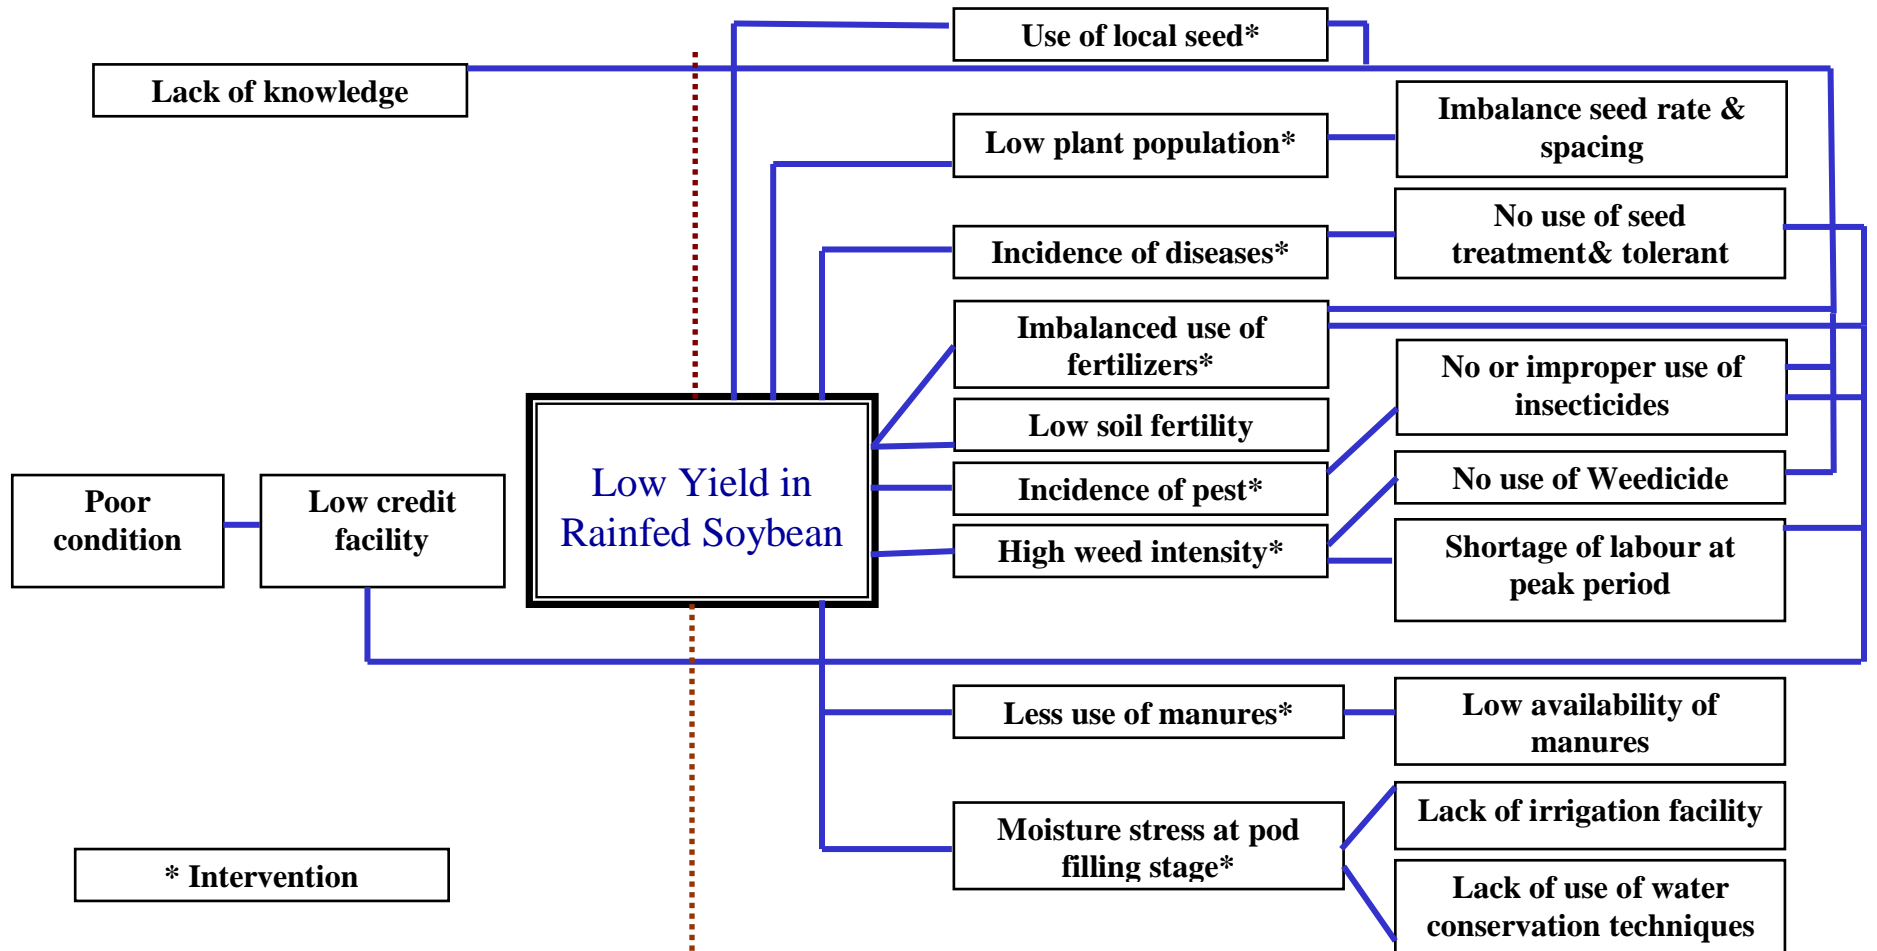 Use of local seed*
Lack of knowledge
Imbalance seed rate &
spacing
Low plant population*
No use of seed
treatment& tolerant
Incidence of diseases*
Imbalanced use of
fertilizers*
No or improper use of
insecticides
Low soil fertility
Low Yield in
Rainfed Soybean
Poor
condition
Low credit
facility
Incidence of pest*
No use of Weedicide
High weed intensity*
Shortage of labour at
peak period
Less use of manures*
Low availability of
manures
Moisture stress at pod
filling stage*
Lack of irrigation facility
* Intervention
Lack of use of water
conservation techniques